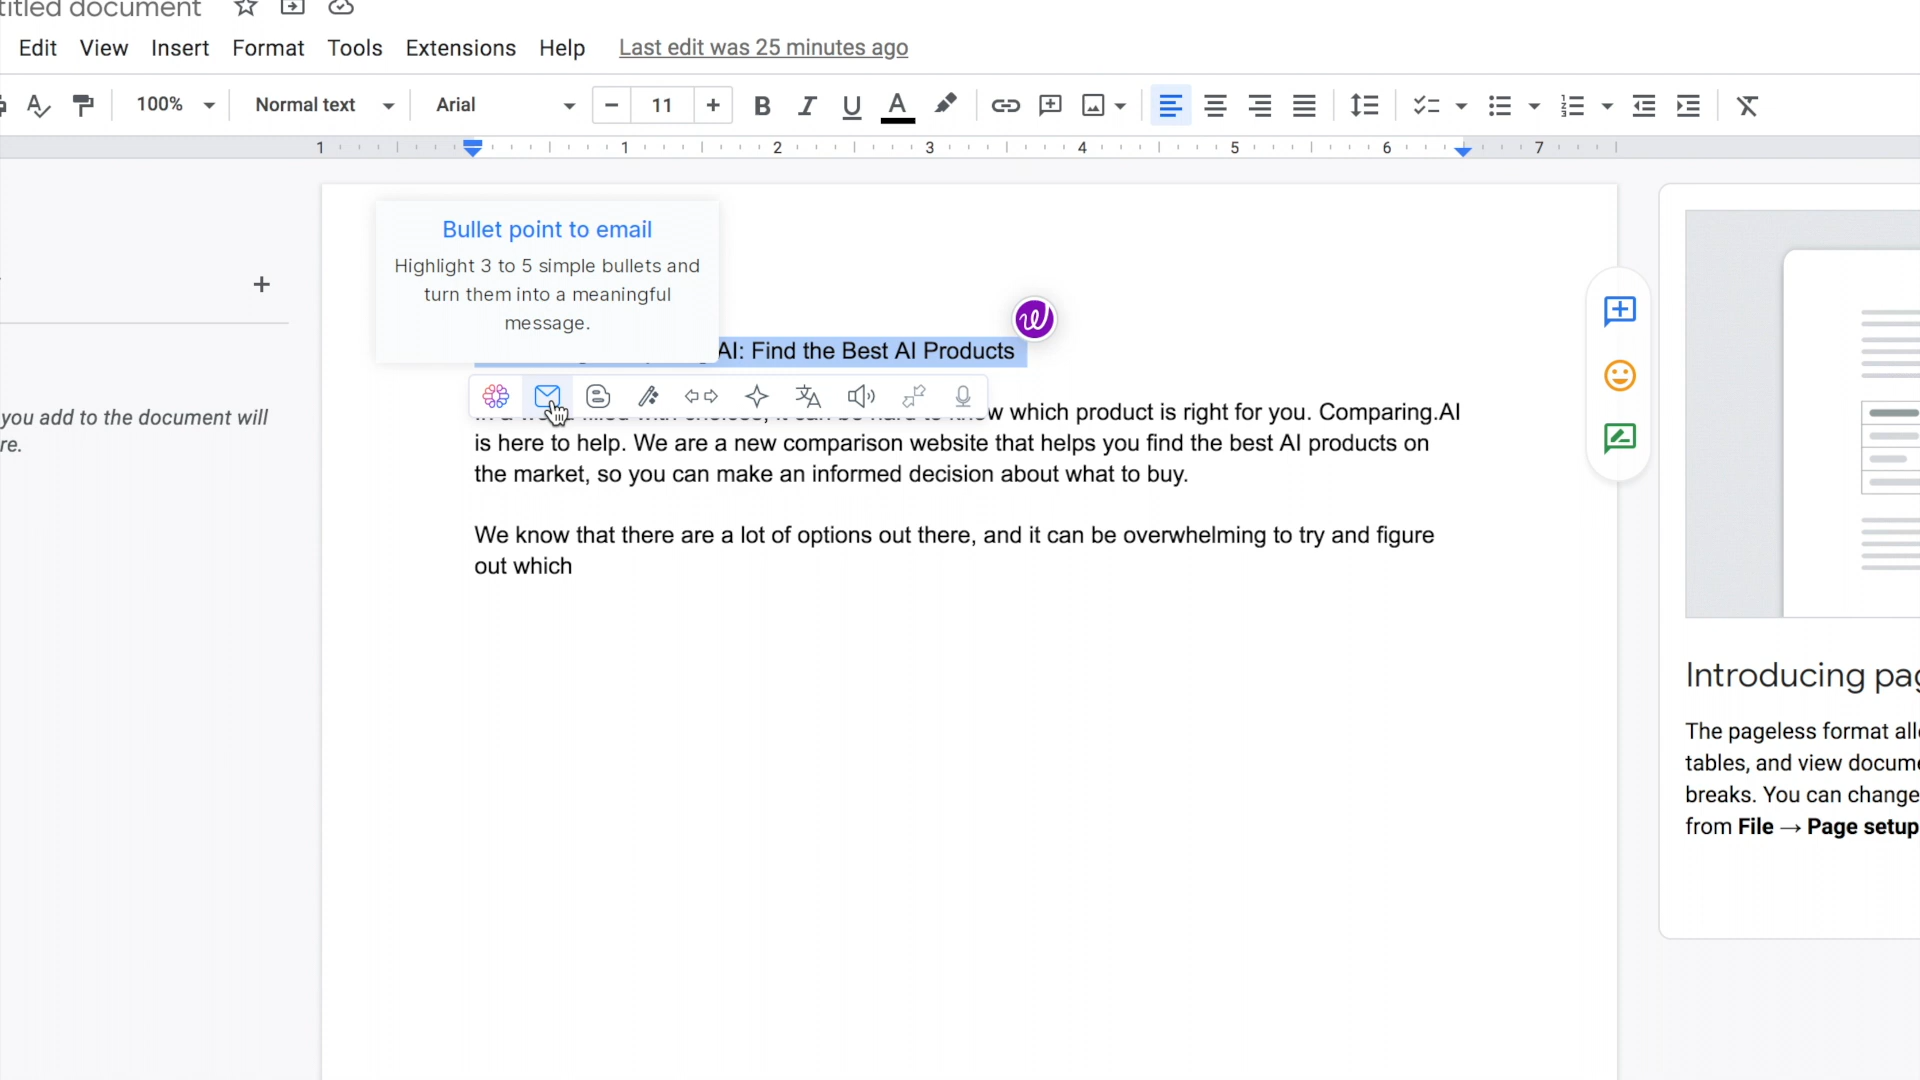 titled document
Edit View Insert Format Tools Extensions Help Last edit was 25 minutes ago
100% Normal text Arial 11
1 1 2 3 4 5 6 7
Bullet point to email
Highlight 3 to 5 simple bullets and
turn them into a meaningful
message.
AI: Find the Best AI Products
which product is right for you. Comparing.AI
is here to help. We are a new comparison website that helps you find the best AI products on
the market, so you can make an informed decision about what to buy.
We know that there are a lot of options out there, and it can be overwhelming to try and figure
out which
you add to the document will
re.
Introducing pag
The pageless format all
tables, and view docume
breaks. You can change
from File → Page setup